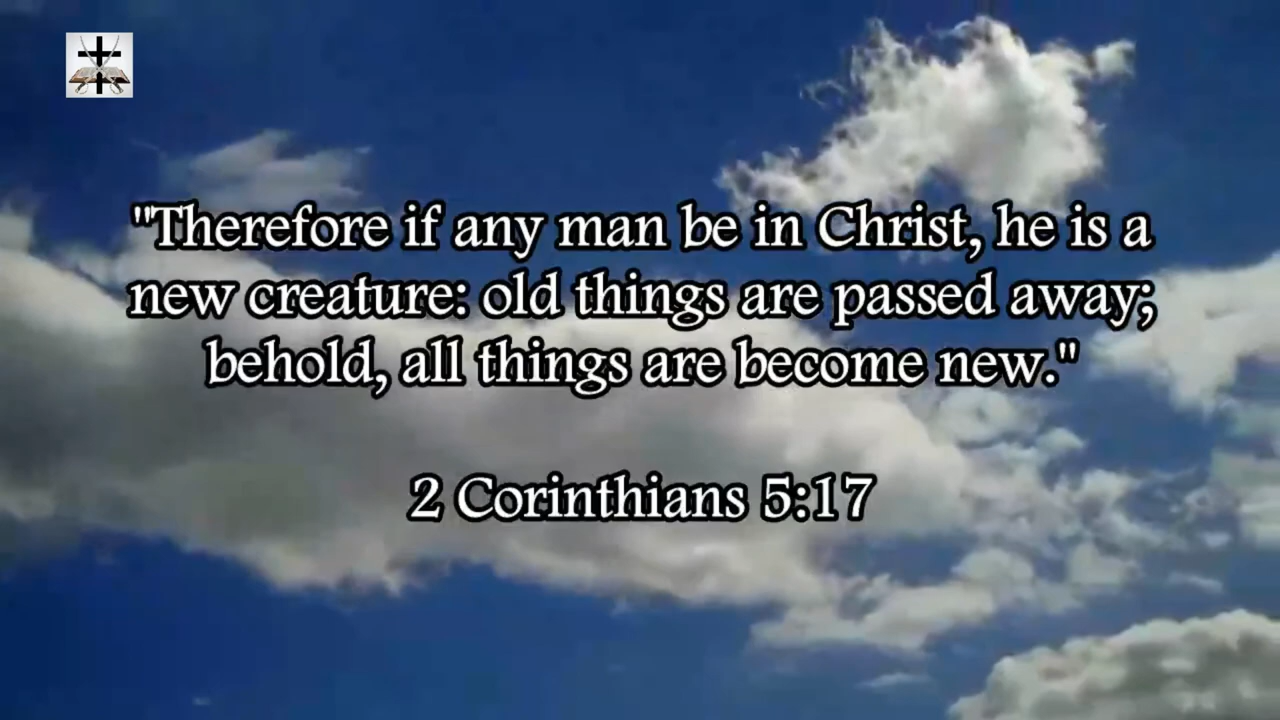 "Therefore if any man be in Christ, he is a
new creature: old things are passed away;
behold, all things are become new."
2 Corinthians 5:17